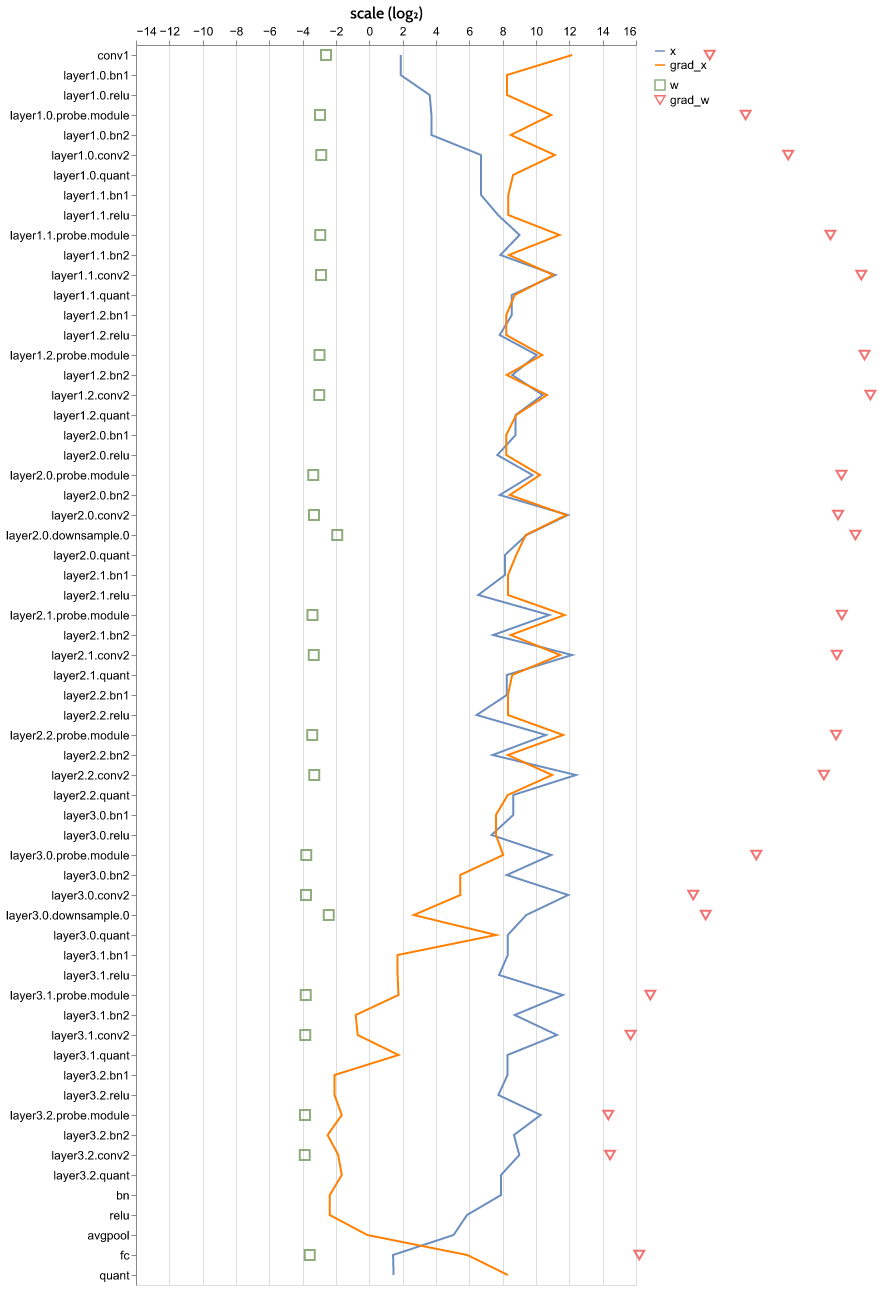 scale (log₂)
−14 −12 −10 −8 −6 −4 −2 0 2 4 6 8 10 12 14 16
x
grad_x
w
grad_w
conv1
layer1.0.bn1
layer1.0.relu
layer1.0.probe.module
layer1.0.bn2
layer1.0.conv2
layer1.0.quant
layer1.1.bn1
layer1.1.relu
layer1.1.probe.module
layer1.1.bn2
layer1.1.conv2
layer1.1.quant
layer1.2.bn1
layer1.2.relu
layer1.2.probe.module
layer1.2.bn2
layer1.2.conv2
layer1.2.quant
layer2.0.bn1
layer2.0.relu
layer2.0.probe.module
layer2.0.bn2
layer2.0.conv2
layer2.0.downsample.0
layer2.0.quant
layer2.1.bn1
layer2.1.relu
layer2.1.probe.module
layer2.1.bn2
layer2.1.conv2
layer2.1.quant
layer2.2.bn1
layer2.2.relu
layer2.2.probe.module
layer2.2.bn2
layer2.2.conv2
layer2.2.quant
layer3.0.bn1
layer3.0.relu
layer3.0.probe.module
layer3.0.bn2
layer3.0.conv2
layer3.0.downsample.0
layer3.0.quant
layer3.1.bn1
layer3.1.relu
layer3.1.probe.module
layer3.1.bn2
layer3.1.conv2
layer3.1.quant
layer3.2.bn1
layer3.2.relu
layer3.2.probe.module
layer3.2.bn2
layer3.2.conv2
layer3.2.quant
bn
relu
avgpool
fc
quant